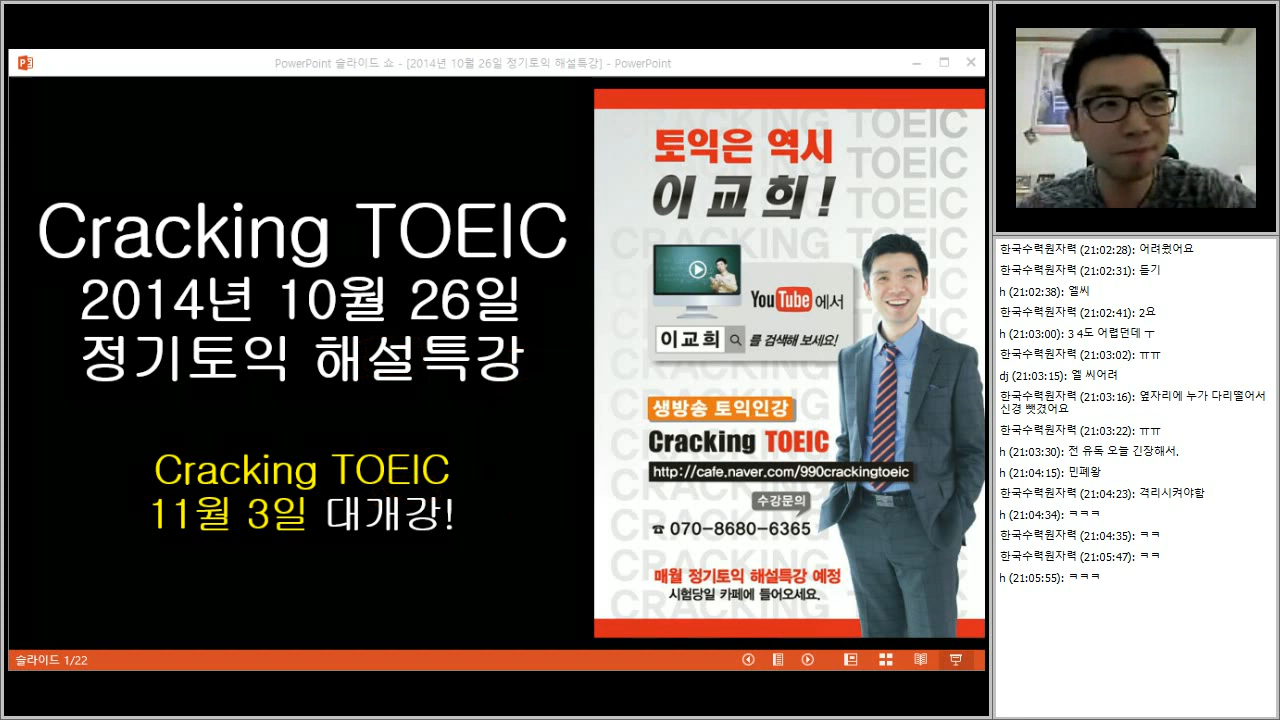 PowerPoint 슬라이드 쇼 - [2014년 10월 26일 정기토익 해설특강] - PowerPoint
Cracking TOEIC
2014년 10월 26일
정기토익 해설특강
Cracking TOEIC
11월 3일 대개강!
CRACKING TOEIC
TOEIC
TOEIC
토익은 역시
이교희!
YouTube에서
이교희 를 검색해 보세요!
생방송 토익인강
Cracking TOEIC
http://cafe.naver.com/990crackingtoeic
수강문의
☎ 070-8680-6365
매월 정기토익 해설특강 예정
시험당일 카페에 들어오세요.
CRACKING
슬라이드 1/22
한국수력원자력 (21:02:28): 어려웠어요
한국수력원자력 (21:02:31): 듣기
h (21:02:38): 엘씨
한국수력원자력 (21:02:41): 2요
h (21:03:00): 3 4도 어렵던데ㅜ
한국수력원자력 (21:03:02): ㅠㅠ
dj (21:03:15): 엘 씨어려
한국수력원자력 (21:03:16): 옆자리에 누가 다리떨어서
신경 뺏겼어요
한국수력원자력 (21:03:22): ㅠㅠ
h (21:03:30): 전 유독 오늘 긴장해서.
h (21:04:15): 민폐왕
한국수력원자력 (21:04:23): 격리시켜야함
h (21:04:34): ㅋㅋㅋ
한국수력원자력 (21:04:35): ㅋㅋ
한국수력원자력 (21:05:47): ㅋㅋ
h (21:05:55): ㅋㅋㅋ